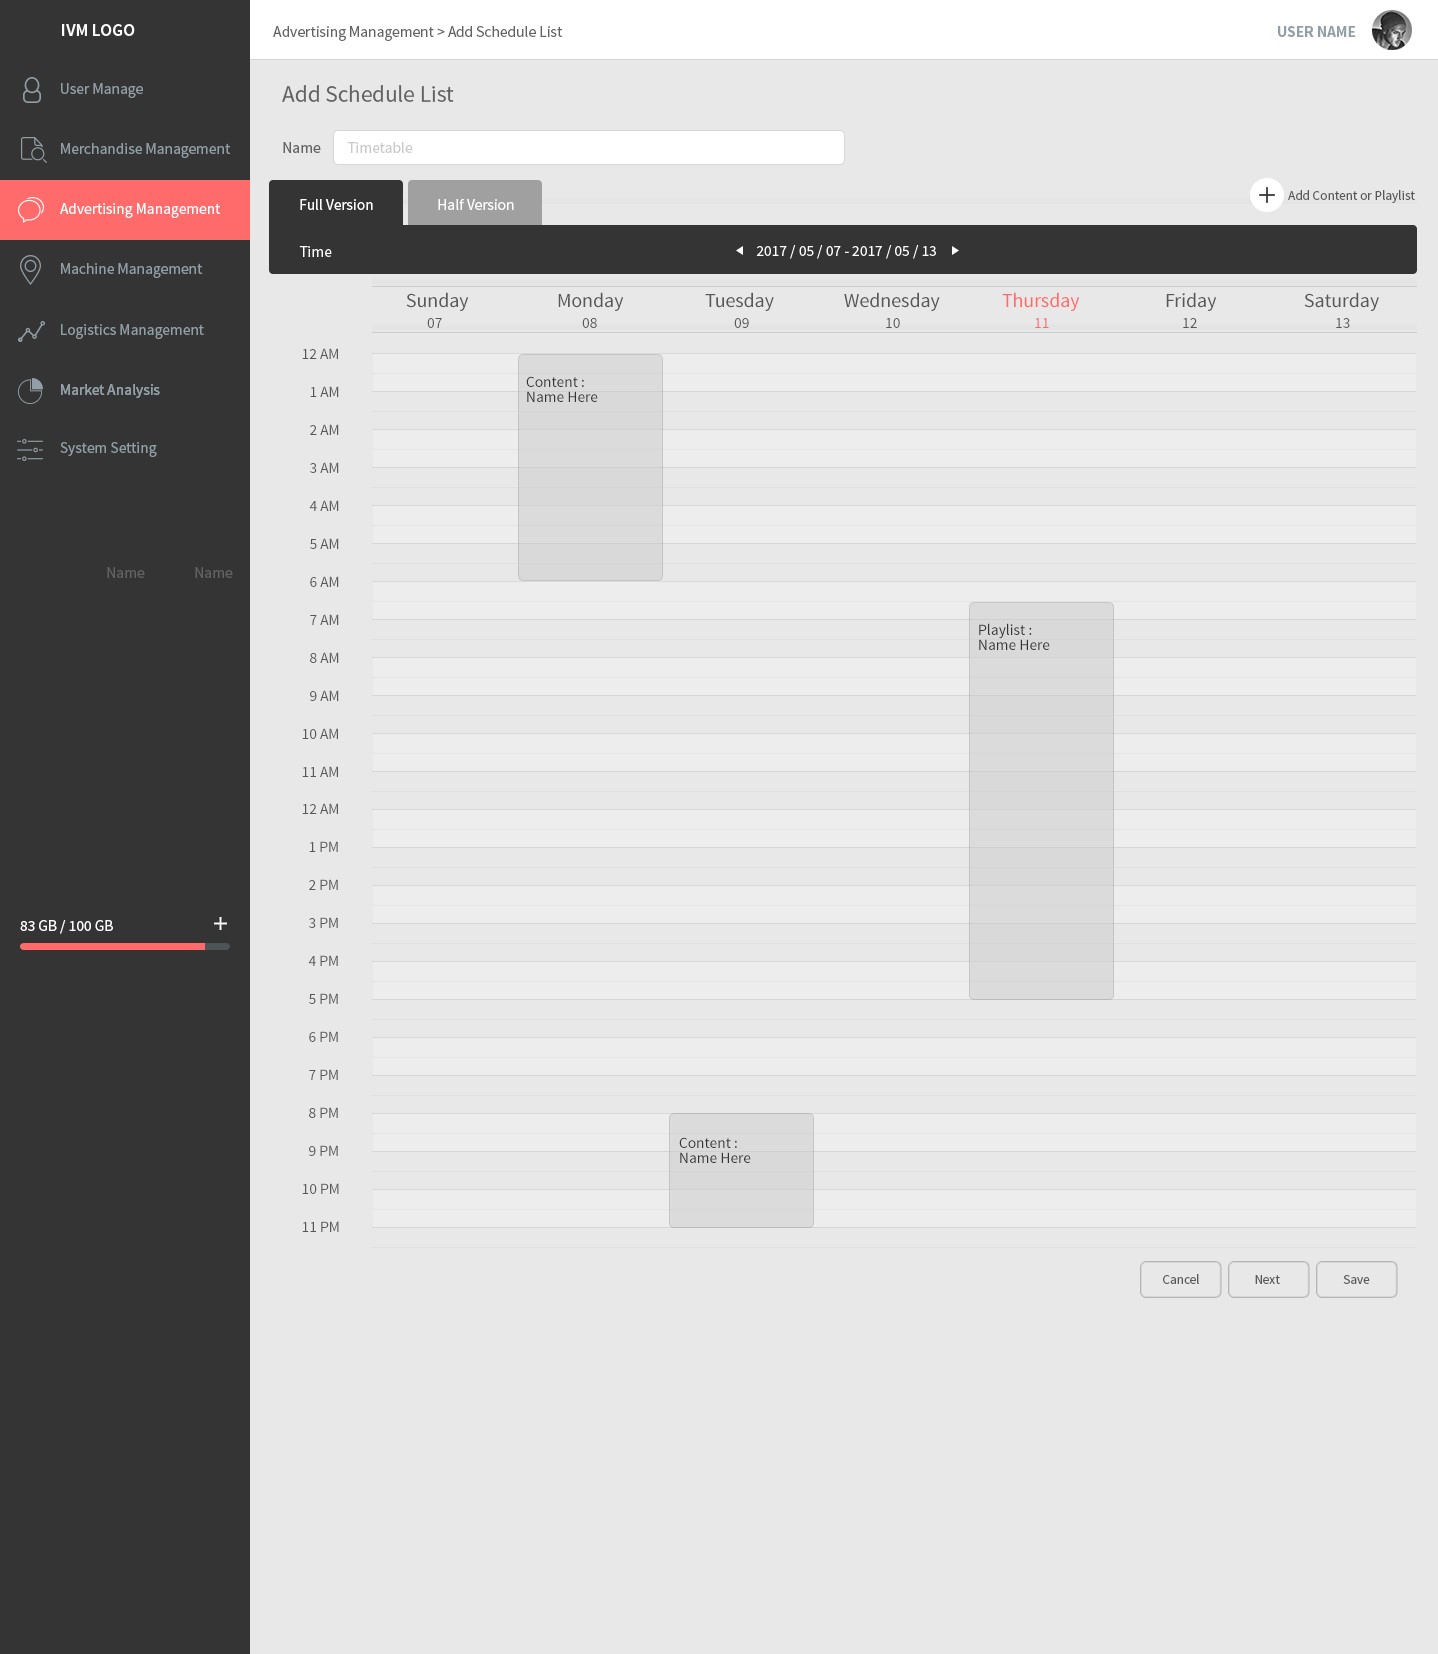 IVM LOGO
User Manage
Merchandise Management
Advertising Management
Machine Management
Logistics Management
Market Analysis
System Setting
Name Name
83 GB / 100 GB +
Advertising Management > Add Schedule List
USER NAME
Add Schedule List
Name Timetable
Full Version Half Version
Add Content or Playlist
Time 2017 / 05 / 07 - 2017 / 05 / 13
Sunday Monday Tuesday Wednesday Thursday Friday Saturday
07 08 09 10 11 12 13
12 AM
Content :
1 AM
Name Here
2 AM
3 AM
4 AM
5 AM
6 AM
7 AM
Playlist :
Name Here
8 AM
9 AM
10 AM
11 AM
12 AM
1 PM
2 PM
3 PM
4 PM
5 PM
6 PM
7 PM
8 PM
Content :
9 PM
Name Here
10 PM
11 PM
Cancel Next Save